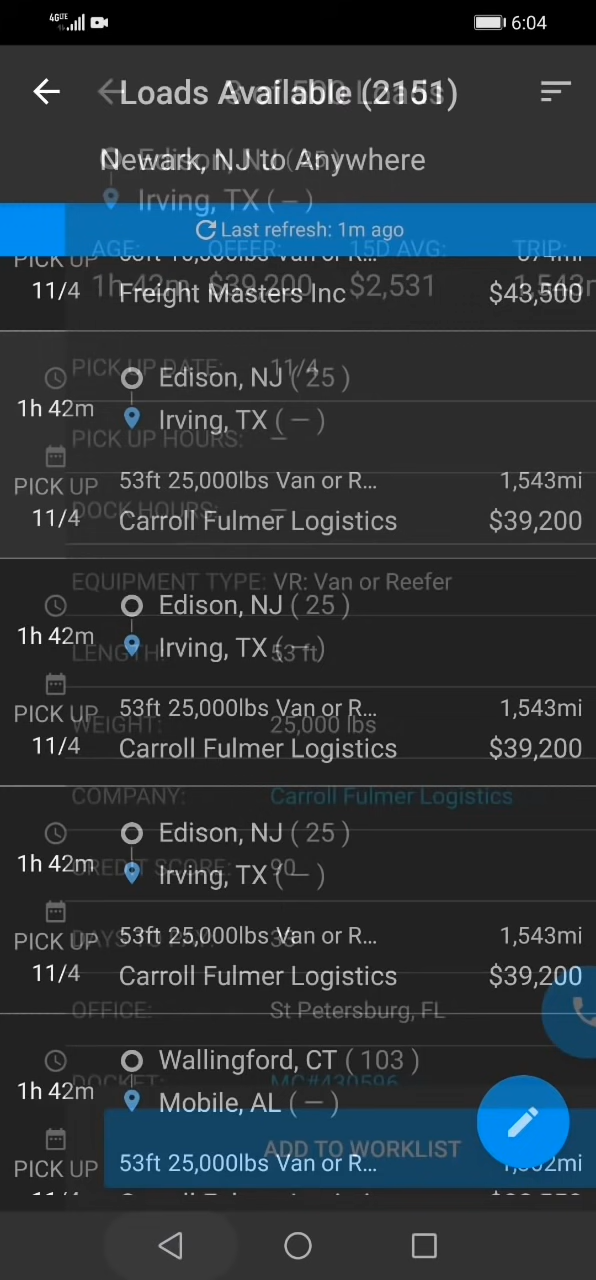 4G LTE 6:04
Loads Available (2151)
Newark, NJ to Anywhere
Edison, NJ ( 25 )
Irving, TX ( — )
Last refresh: 1m ago
AGE: OFFER: 15D AVG: TRIP:
PICK UP
11/4 Freight Masters Inc $43,500
1h 42m $39,200 $2,531 1,543m
PICK UP DATE: 11/4
Edison, NJ ( 25 )
1h 42m Irving, TX ( — )
PICK UP HOURS: —
PICK UP 53ft 25,000lbs Van or R... 1,543mi
DOCK HOURS: —
11/4 Carroll Fulmer Logistics $39,200
EQUIPMENT TYPE: VR: Van or Reefer
Edison, NJ ( 25 )
1h 42m Irving, TX ( — )
LENGTH: 53 ft
PICK UP 53ft 25,000lbs Van or R... 1,543mi
WEIGHT: 25,000 lbs
11/4 Carroll Fulmer Logistics $39,200
COMPANY: Carroll Fulmer Logistics
Edison, NJ ( 25 )
1h 42m Irving, TX ( — )
CREDIT SCORE: 90
PICK UP 53ft 25,000lbs Van or R... 1,543mi
11/4 Carroll Fulmer Logistics $39,200
OFFICE: St Petersburg, FL
Wallingford, CT ( 103 )
1h 42m Mobile, AL ( — )
DOCKET: MC#430596
ADD TO WORKLIST
PICK UP 53ft 25,000lbs Van or R...